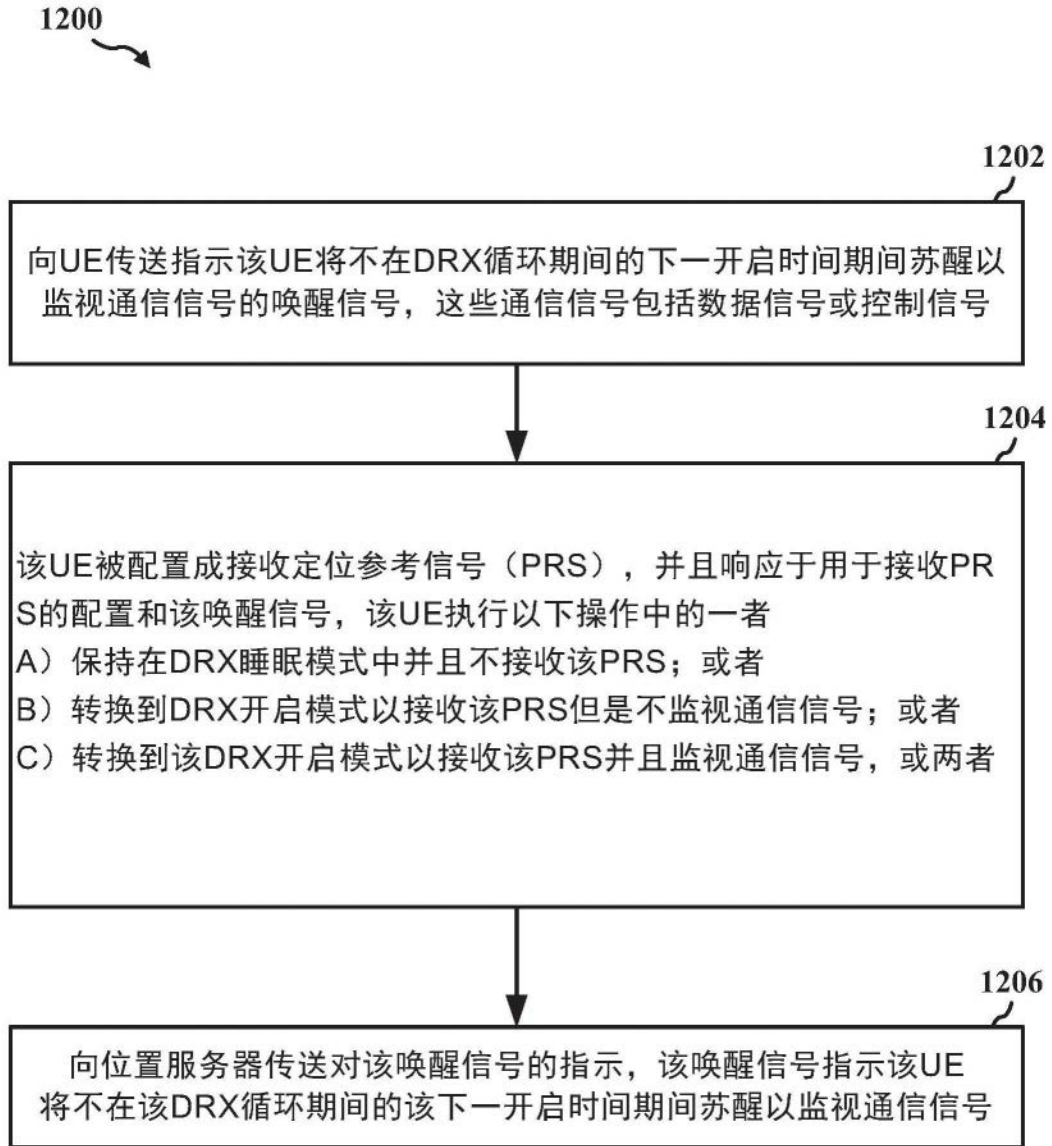 1200
1202
向UE传送指示该UE将不在DRX循环期间的下一开启时间期间苏醒以
监视通信信号的唤醒信号，这些通信信号包括数据信号或控制信号
1204
该UE被配置成接收定位参考信号（PRS），并且响应于用于接收PR
S的配置和该唤醒信号，该UE执行以下操作中的一者
A）保持在DRX睡眠模式中并且不接收该PRS；或者
B）转换到DRX开启模式以接收该PRS但是不监视通信信号；或者
C）转换到该DRX开启模式以接收该PRS并且监视通信信号，或两者
1206
向位置服务器传送对该唤醒信号的指示，该唤醒信号指示该UE
将不在该DRX循环期间的该下一开启时间期间苏醒以监视通信信号